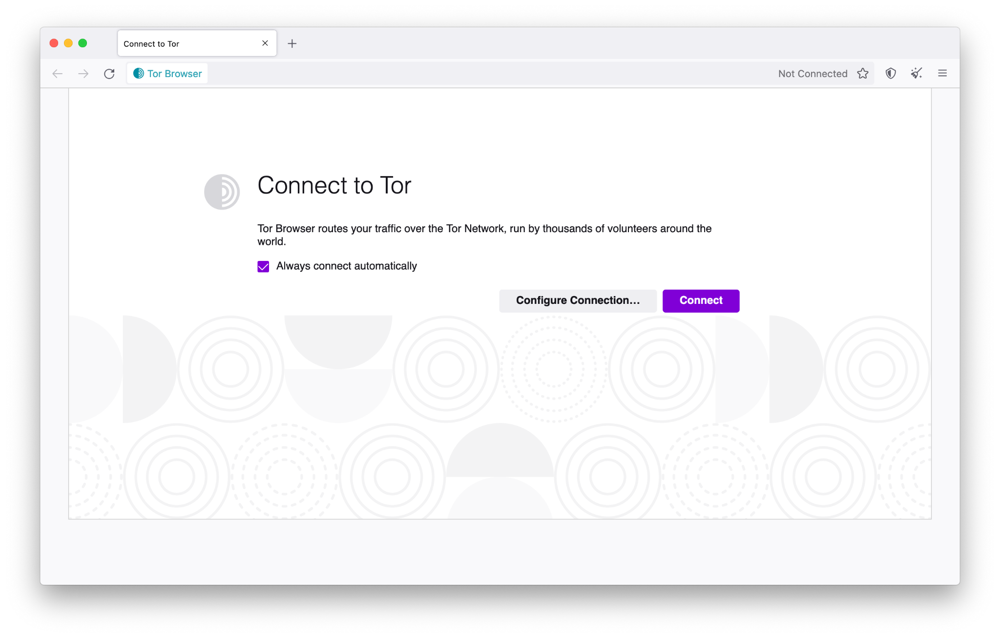 Connect to Tor
Tor Browser
Not Connected
Connect to Tor
Tor Browser routes your traffic over the Tor Network, run by thousands of volunteers around the
world.
Always connect automatically
Configure Connection...
Connect